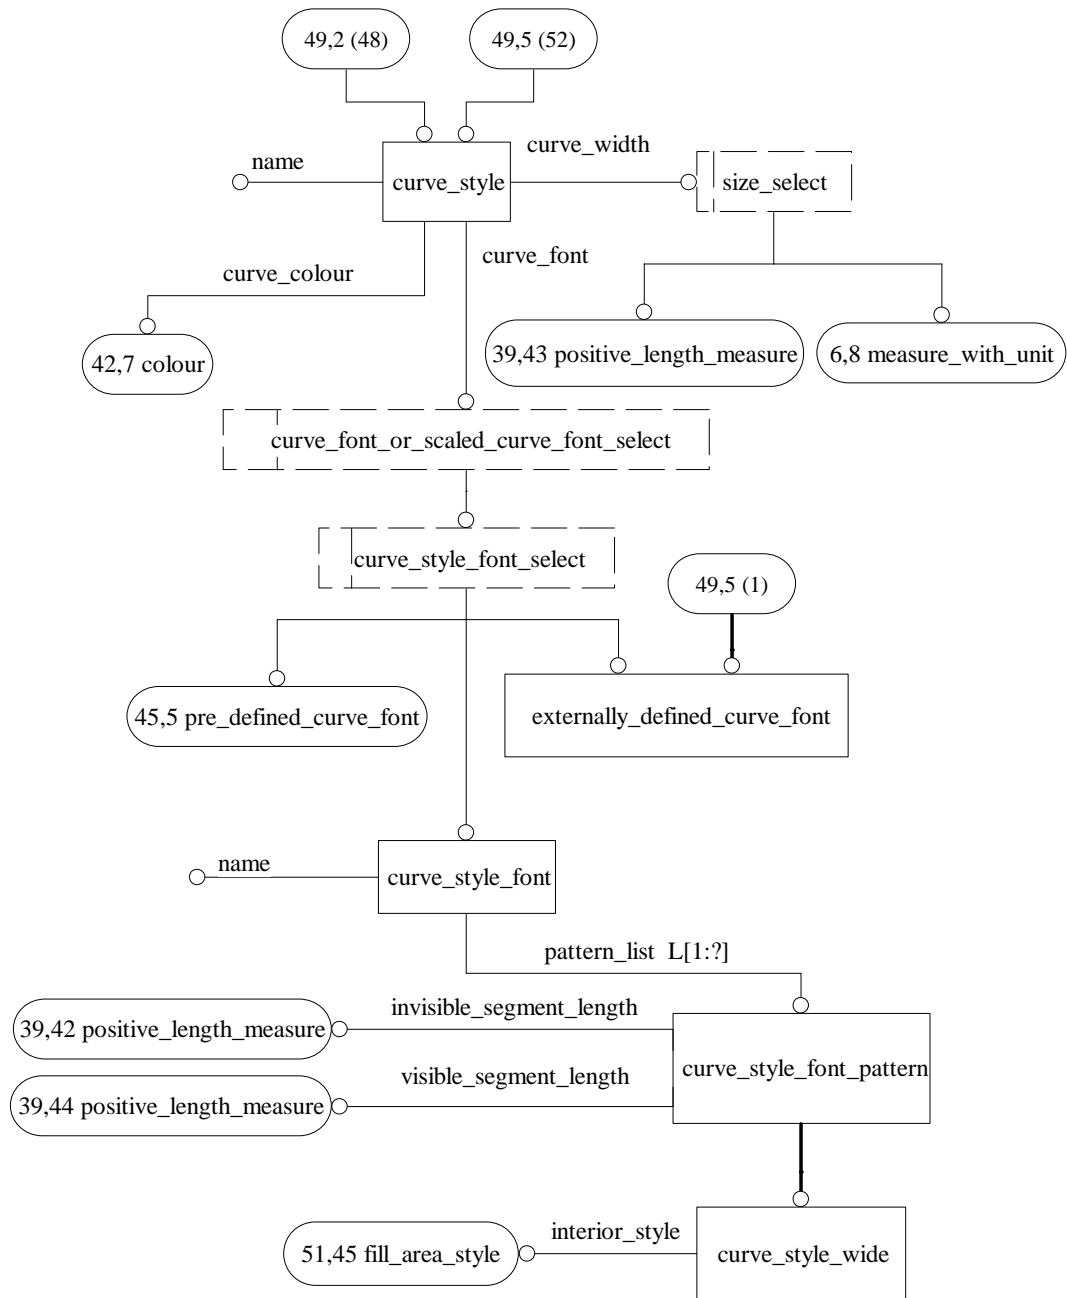 49,2 (48)
49,5 (52)
name
curve_style
curve_width
size_select
curve_colour
curve_font
42,7 colour
39,43 positive_length_measure
6,8 measure_with_unit
curve_font_or_scaled_curve_font_select
curve_style_font_select
49,5 (1)
45,5 pre_defined_curve_font
externally_defined_curve_font
name
curve_style_font
pattern_list L[1:?]
39,42 positive_length_measure
invisible_segment_length
curve_style_font_pattern
visible_segment_length
39,44 positive_length_measure
interior_style
51,45 fill_area_style
curve_style_wide